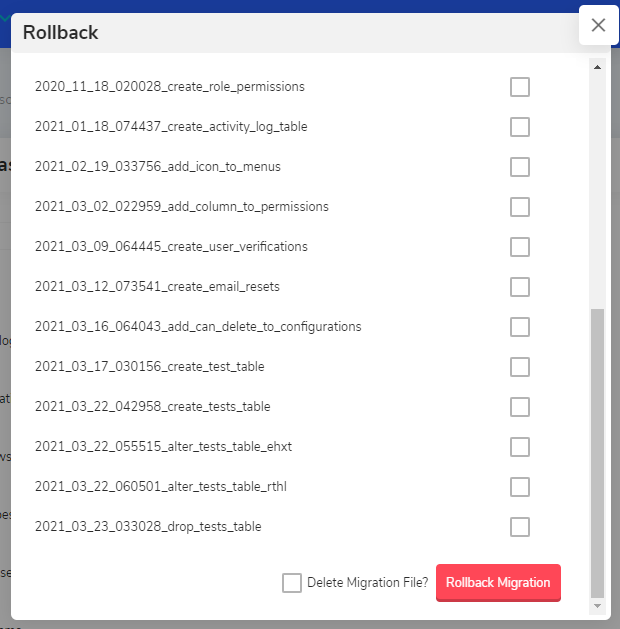 Rollback
2020_11_18_020028_create_role_permissions
2021_01_18_074437_create_activity_log_table
2021_02_19_033756_add_icon_to_menus
2021_03_02_022959_add_column_to_permissions
2021_03_09_064445_create_user_verifications
2021_03_12_073541_create_email_resets
2021_03_16_064043_add_can_delete_to_configurations
2021_03_17_030156_create_test_table
2021_03_22_042958_create_tests_table
2021_03_22_055515_alter_tests_table_ehxt
2021_03_22_060501_alter_tests_table_rthl
2021_03_23_033028_drop_tests_table
Delete Migration File? Rollback Migration